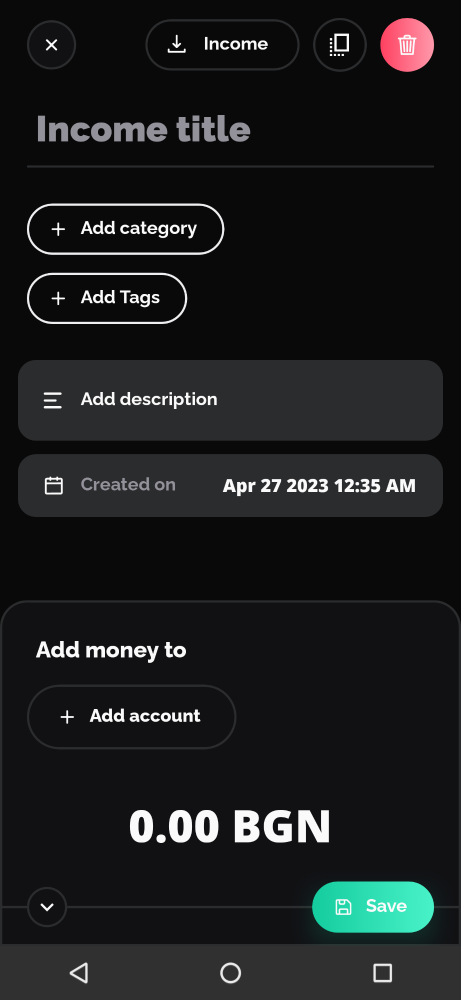 Income
Income title
Add category
Add Tags
Add description
Created on Apr 27 2023 12:35 AM
Add money to
Add account
0.00 BGN
Save